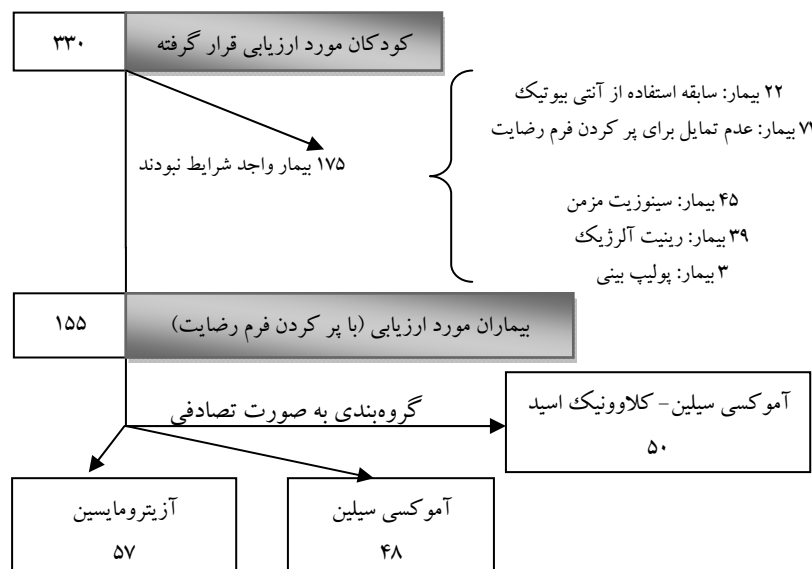 ۳۳۰
کودکان مورد ارزیابی قرار گرفته
۲۲ بیمار: سابقه استفاده از آنتی بیوتیک
بیمار: عدم تمایل برای پر کردن فرم رضایت
۱۷۵ بیمار واجد شرایط نبودند
۴۵ بیمار: سینوزیت مزمن
۳۹ بیمار: رینیت آلرژیک
۳ بیمار: پولیپ بینی
۱۵۵
بیماران مورد ارزیابی (با پر کردن فرم رضایت)
گروه‌بندی به صورت تصادفی
آموکسی سیلین – کلاوونیک اسید
۵۰
آموکسی سیلین
۴۸
آزیترومایسین
۵۷